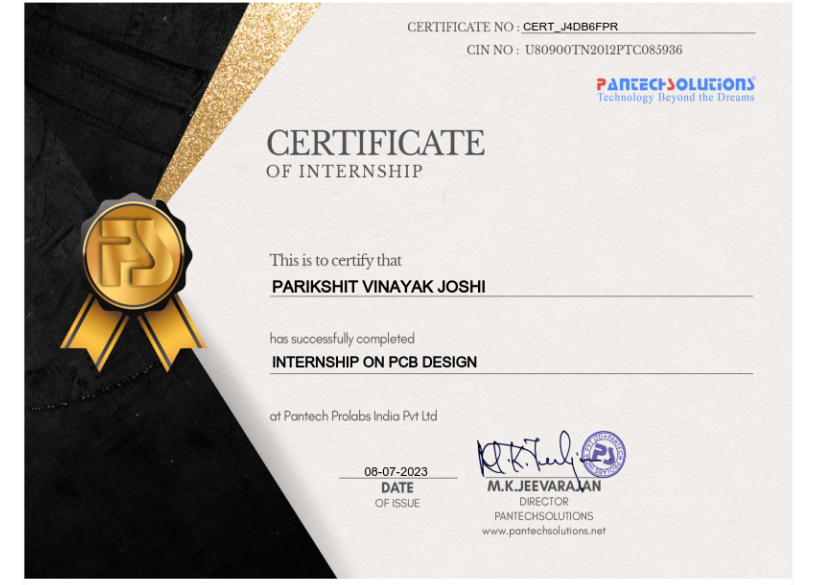 CERTIFICATE NO : CERT_J4DB6FPR
CIN NO : U80900TN2012PTC085936
PANTECHSOLUTIONS
Technology Beyond the Dreams
CERTIFICATE
OF INTERNSHIP
This is to certify that
PARIKSHIT VINAYAK JOSHI
has successfully completed
INTERNSHIP ON PCB DESIGN
at Pantech Prolabs India Pvt Ltd
08-07-2023
DATE
OF ISSUE
M.K.JEEVARAJAN
DIRECTOR
PANTECHSOLUTIONS
www.pantechsolutions.net
PS